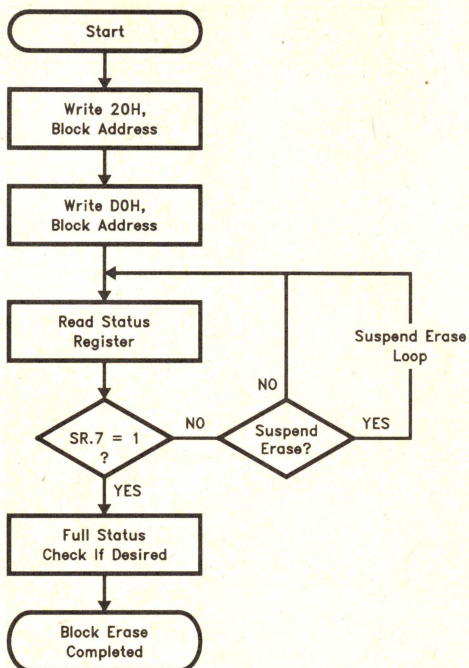 Start
Write 20H,
Block Address
Write D0H,
Block Address
Read Status
Register
Suspend Erase
Loop
NO
SR.7 = 1
?
NO
Suspend
Erase?
YES
YES
Full Status
Check If Desired
Block Erase
Completed